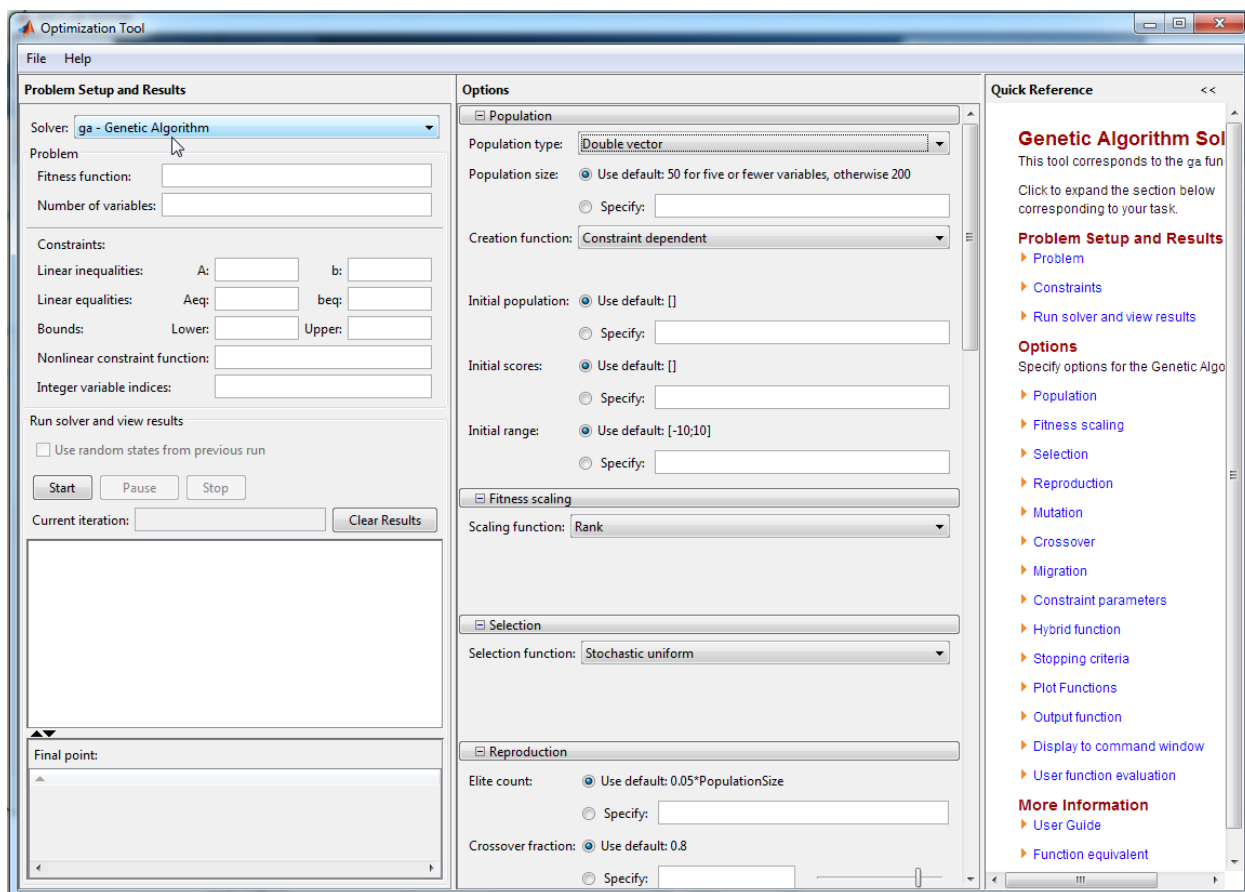 Optimization Tool
File Help
Problem Setup and Results
Solver: ga - Genetic Algorithm
Problem
Fitness function:
Number of variables:
Constraints:
Linear inequalities: A: b:
Linear equalities: Aeq: beq:
Bounds: Lower: Upper:
Nonlinear constraint function:
Integer variable indices:
Run solver and view results
Use random states from previous run
Start Pause Stop
Current iteration: Clear Results
Final point:
Options
Population
Population type: Double vector
Population size: Use default: 50 for five or fewer variables, otherwise 200
Specify:
Creation function: Constraint dependent
Initial population: Use default: []
Specify:
Initial scores: Use default: []
Specify:
Initial range: Use default: [-10;10]
Specify:
Fitness scaling
Scaling function: Rank
Selection
Selection function: Stochastic uniform
Reproduction
Elite count: Use default: 0.05*PopulationSize
Specify:
Crossover fraction: Use default: 0.8
Specify:
Quick Reference <<
Genetic Algorithm Sol
This tool corresponds to the ga fun
Click to expand the section below
corresponding to your task.
Problem Setup and Results
Problem
Constraints
Run solver and view results
Options
Specify options for the Genetic Algo
Population
Fitness scaling
Selection
Reproduction
Mutation
Crossover
Migration
Constraint parameters
Hybrid function
Stopping criteria
Plot Functions
Output function
Display to command window
User function evaluation
More Information
User Guide
Function equivalent